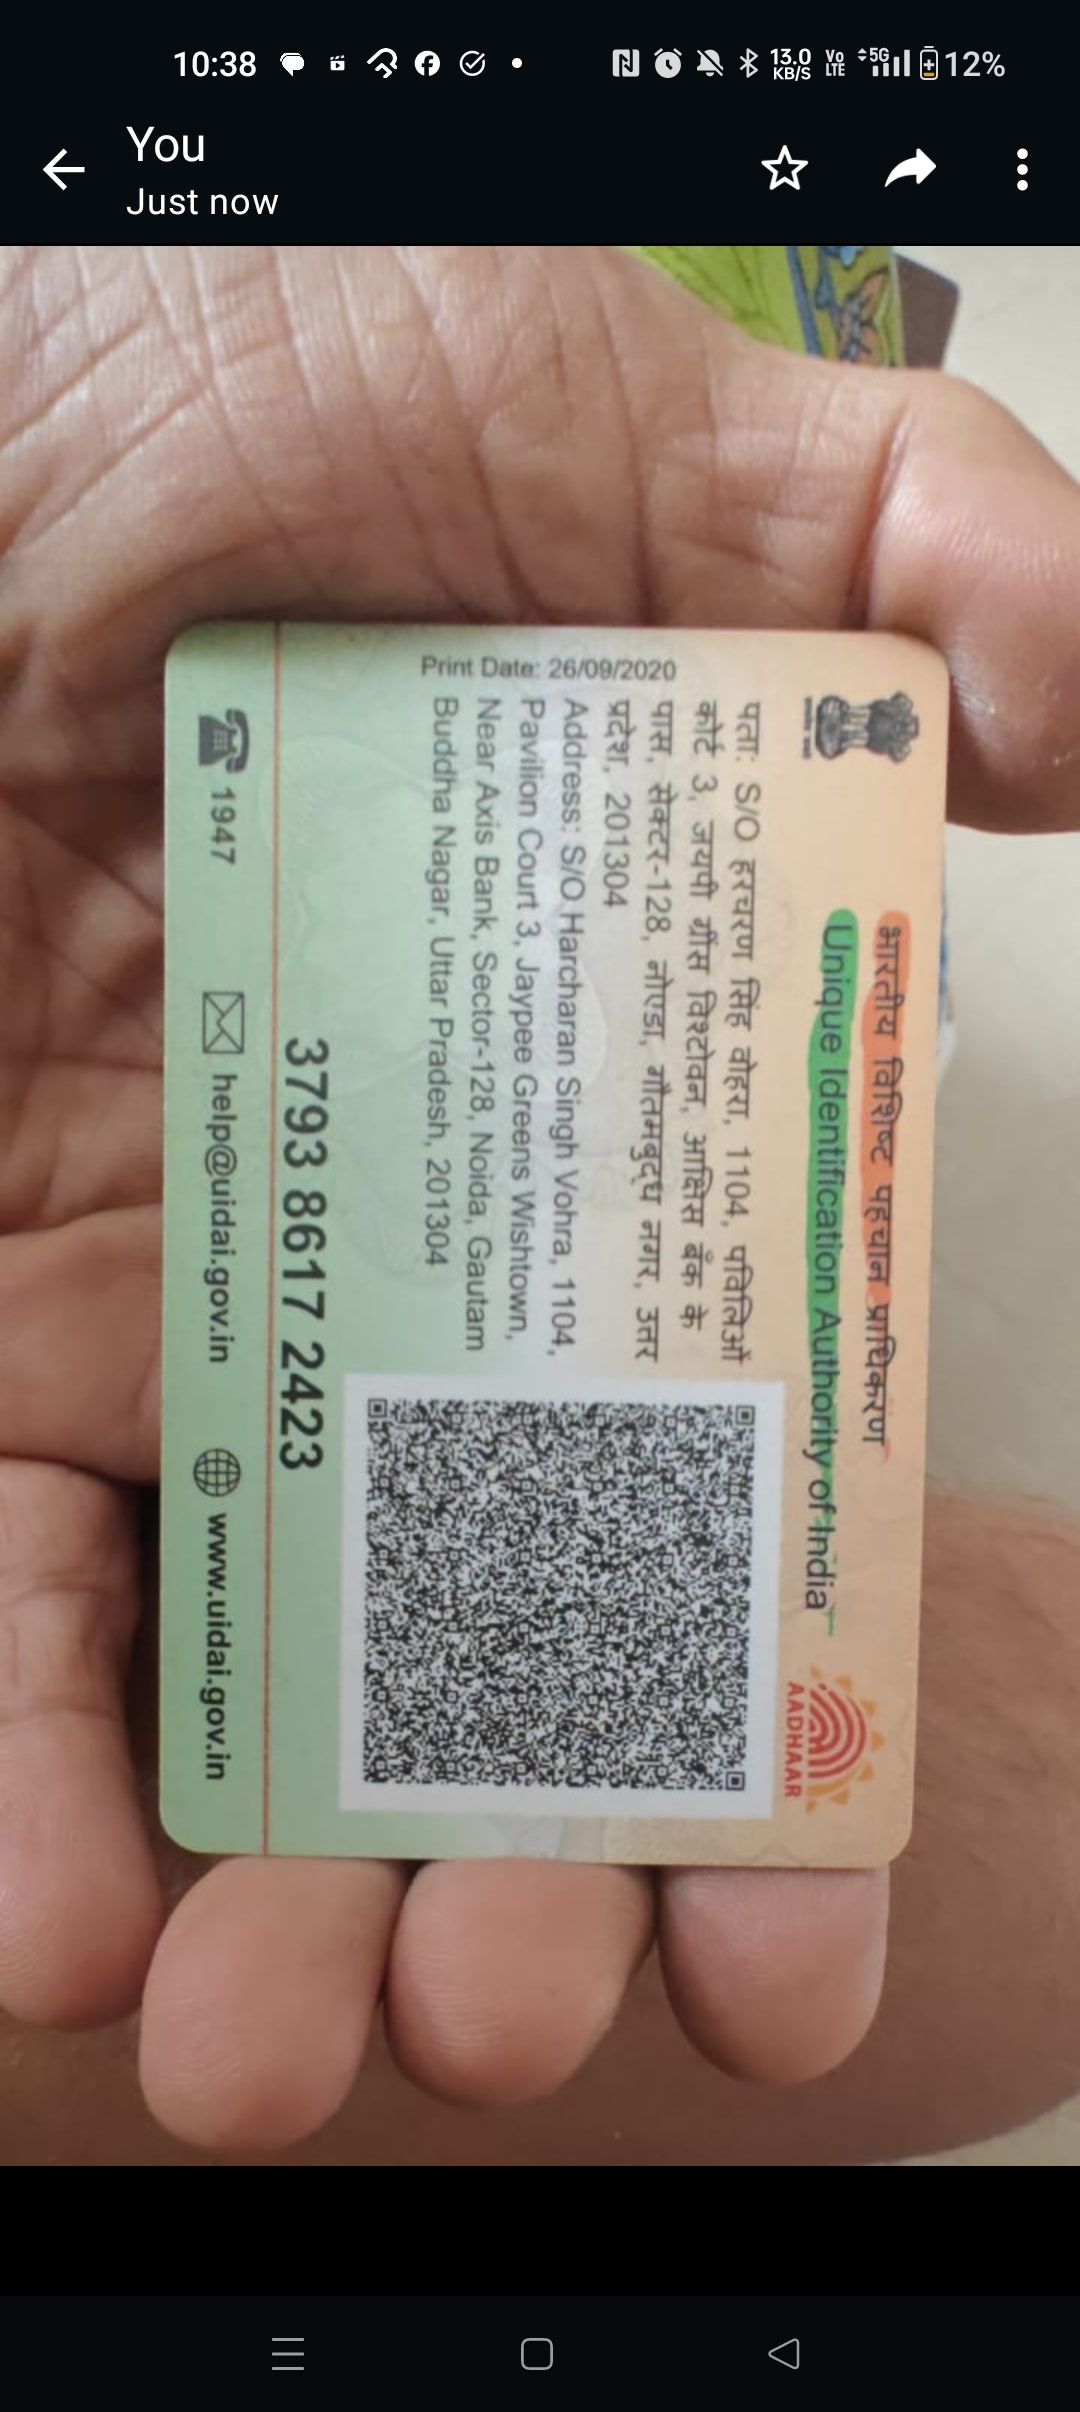 10:38
13.0 KB/S
Vo LTE
5G
12%
You
Just now
भारतीय विशिष्ट पहचान प्राधिकरण
Unique Identification Authority of India
AADHAAR
Print Date: 26/09/2020
पता: S/O हरचरण सिंह वोहरा, 1104, पविलिओं
कोर्ट 3, जयपी ग्रींस विश्टोवन, आक्षिस बैंक के
पास, सेक्टर-128, नोएडा, गौतमबुद्ध नगर, उत्तर
प्रदेश, 201304
Address: S/O Harcharan Singh Vohra, 1104,
Pavilion Court 3, Jaypee Greens Wishtown,
Near Axis Bank, Sector-128, Noida, Gautam
Buddha Nagar, Uttar Pradesh, 201304
3793 8617 2423
1947
help@uidai.gov.in
www.uidai.gov.in